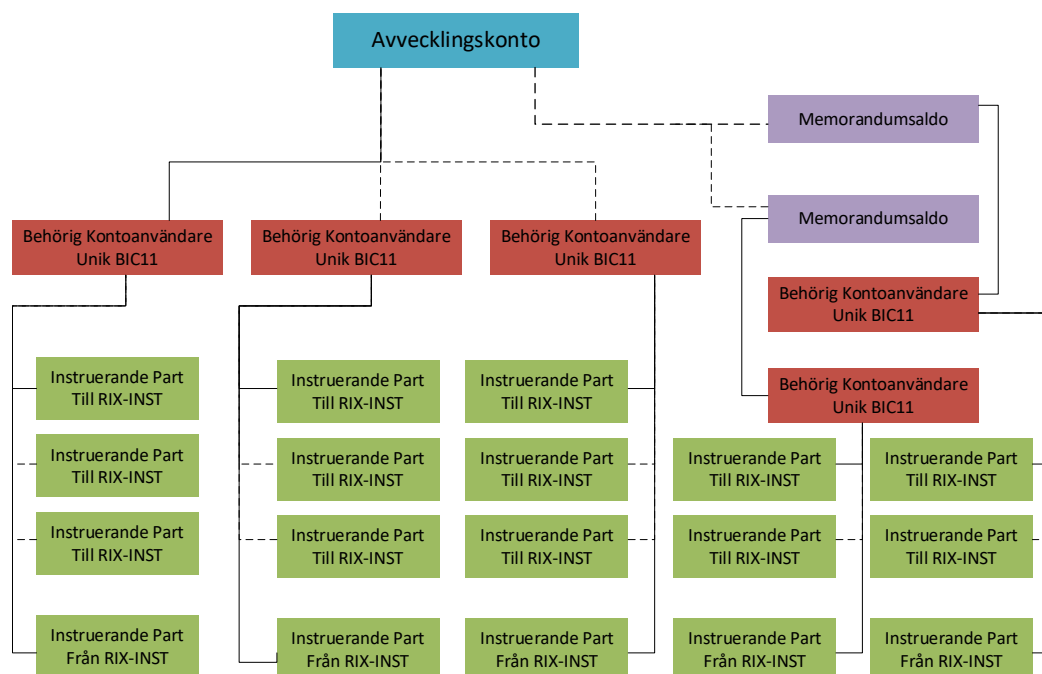 Avvecklingskonto
Memorandumsaldo
Memorandumsaldo
Behörig Kontoanvändare
Unik BIC11
Behörig Kontoanvändare
Unik BIC11
Behörig Kontoanvändare
Unik BIC11
Behörig Kontoanvändare
Unik BIC11
Behörig Kontoanvändare
Unik BIC11
Instruerande Part
Till RIX-INST
Instruerande Part
Till RIX-INST
Instruerande Part
Till RIX-INST
Instruerande Part
Till RIX-INST
Instruerande Part
Till RIX-INST
Instruerande Part
Till RIX-INST
Instruerande Part
Till RIX-INST
Instruerande Part
Till RIX-INST
Instruerande Part
Till RIX-INST
Instruerande Part
Till RIX-INST
Instruerande Part
Till RIX-INST
Instruerande Part
Till RIX-INST
Instruerande Part
Till RIX-INST
Instruerande Part
Från RIX-INST
Instruerande Part
Från RIX-INST
Instruerande Part
Från RIX-INST
Instruerande Part
Från RIX-INST
Instruerande Part
Från RIX-INST